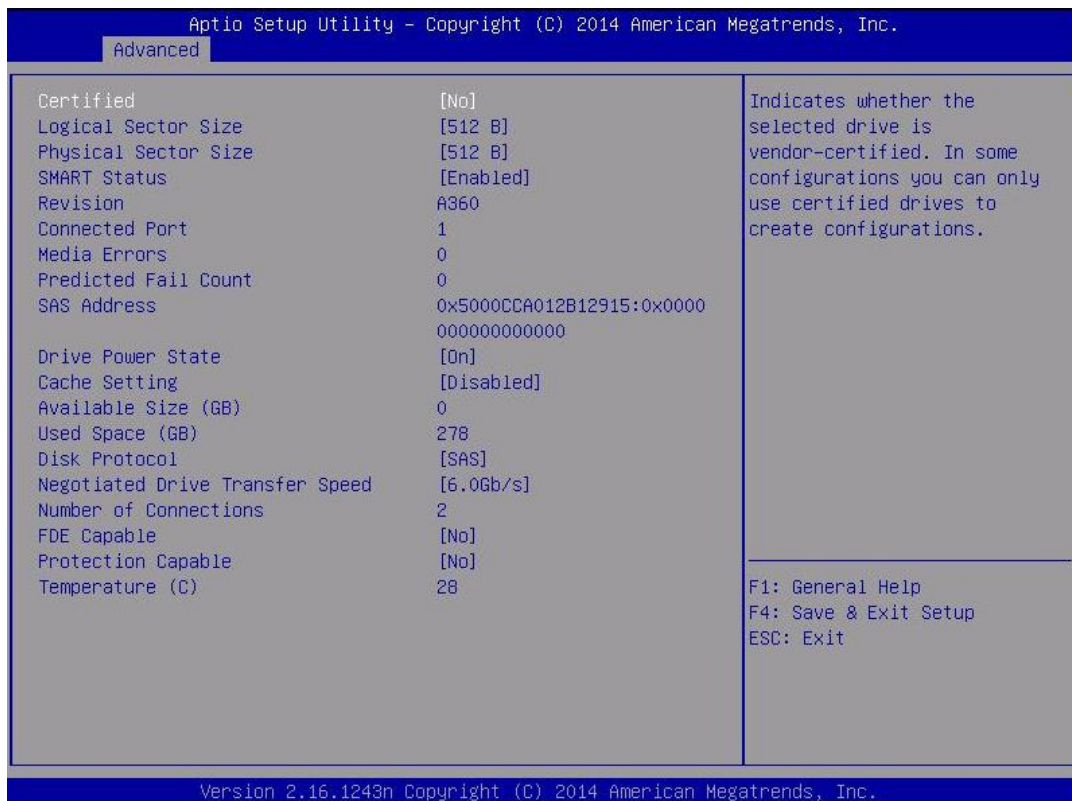 Aptio Setup Utility – Copyright (C) 2014 American Megatrends, Inc.
Advanced
Certified [No]
Logical Sector Size [512 B]
Physical Sector Size [512 B]
SMART Status [Enabled]
Revision A360
Connected Port 1
Media Errors 0
Predicted Fail Count 0
SAS Address 0x5000CCA012B12915:0x0000
000000000000
Drive Power State [On]
Cache Setting [Disabled]
Available Size (GB) 0
Used Space (GB) 278
Disk Protocol [SAS]
Negotiated Drive Transfer Speed [6.0Gb/s]
Number of Connections 2
FDE Capable [No]
Protection Capable [No]
Temperature (C) 28
Indicates whether the
selected drive is
vendor-certified. In some
configurations you can only
use certified drives to
create configurations.
F1: General Help
F4: Save & Exit Setup
ESC: Exit
Version 2.16.1243n Copyright (C) 2014 American Megatrends, Inc.